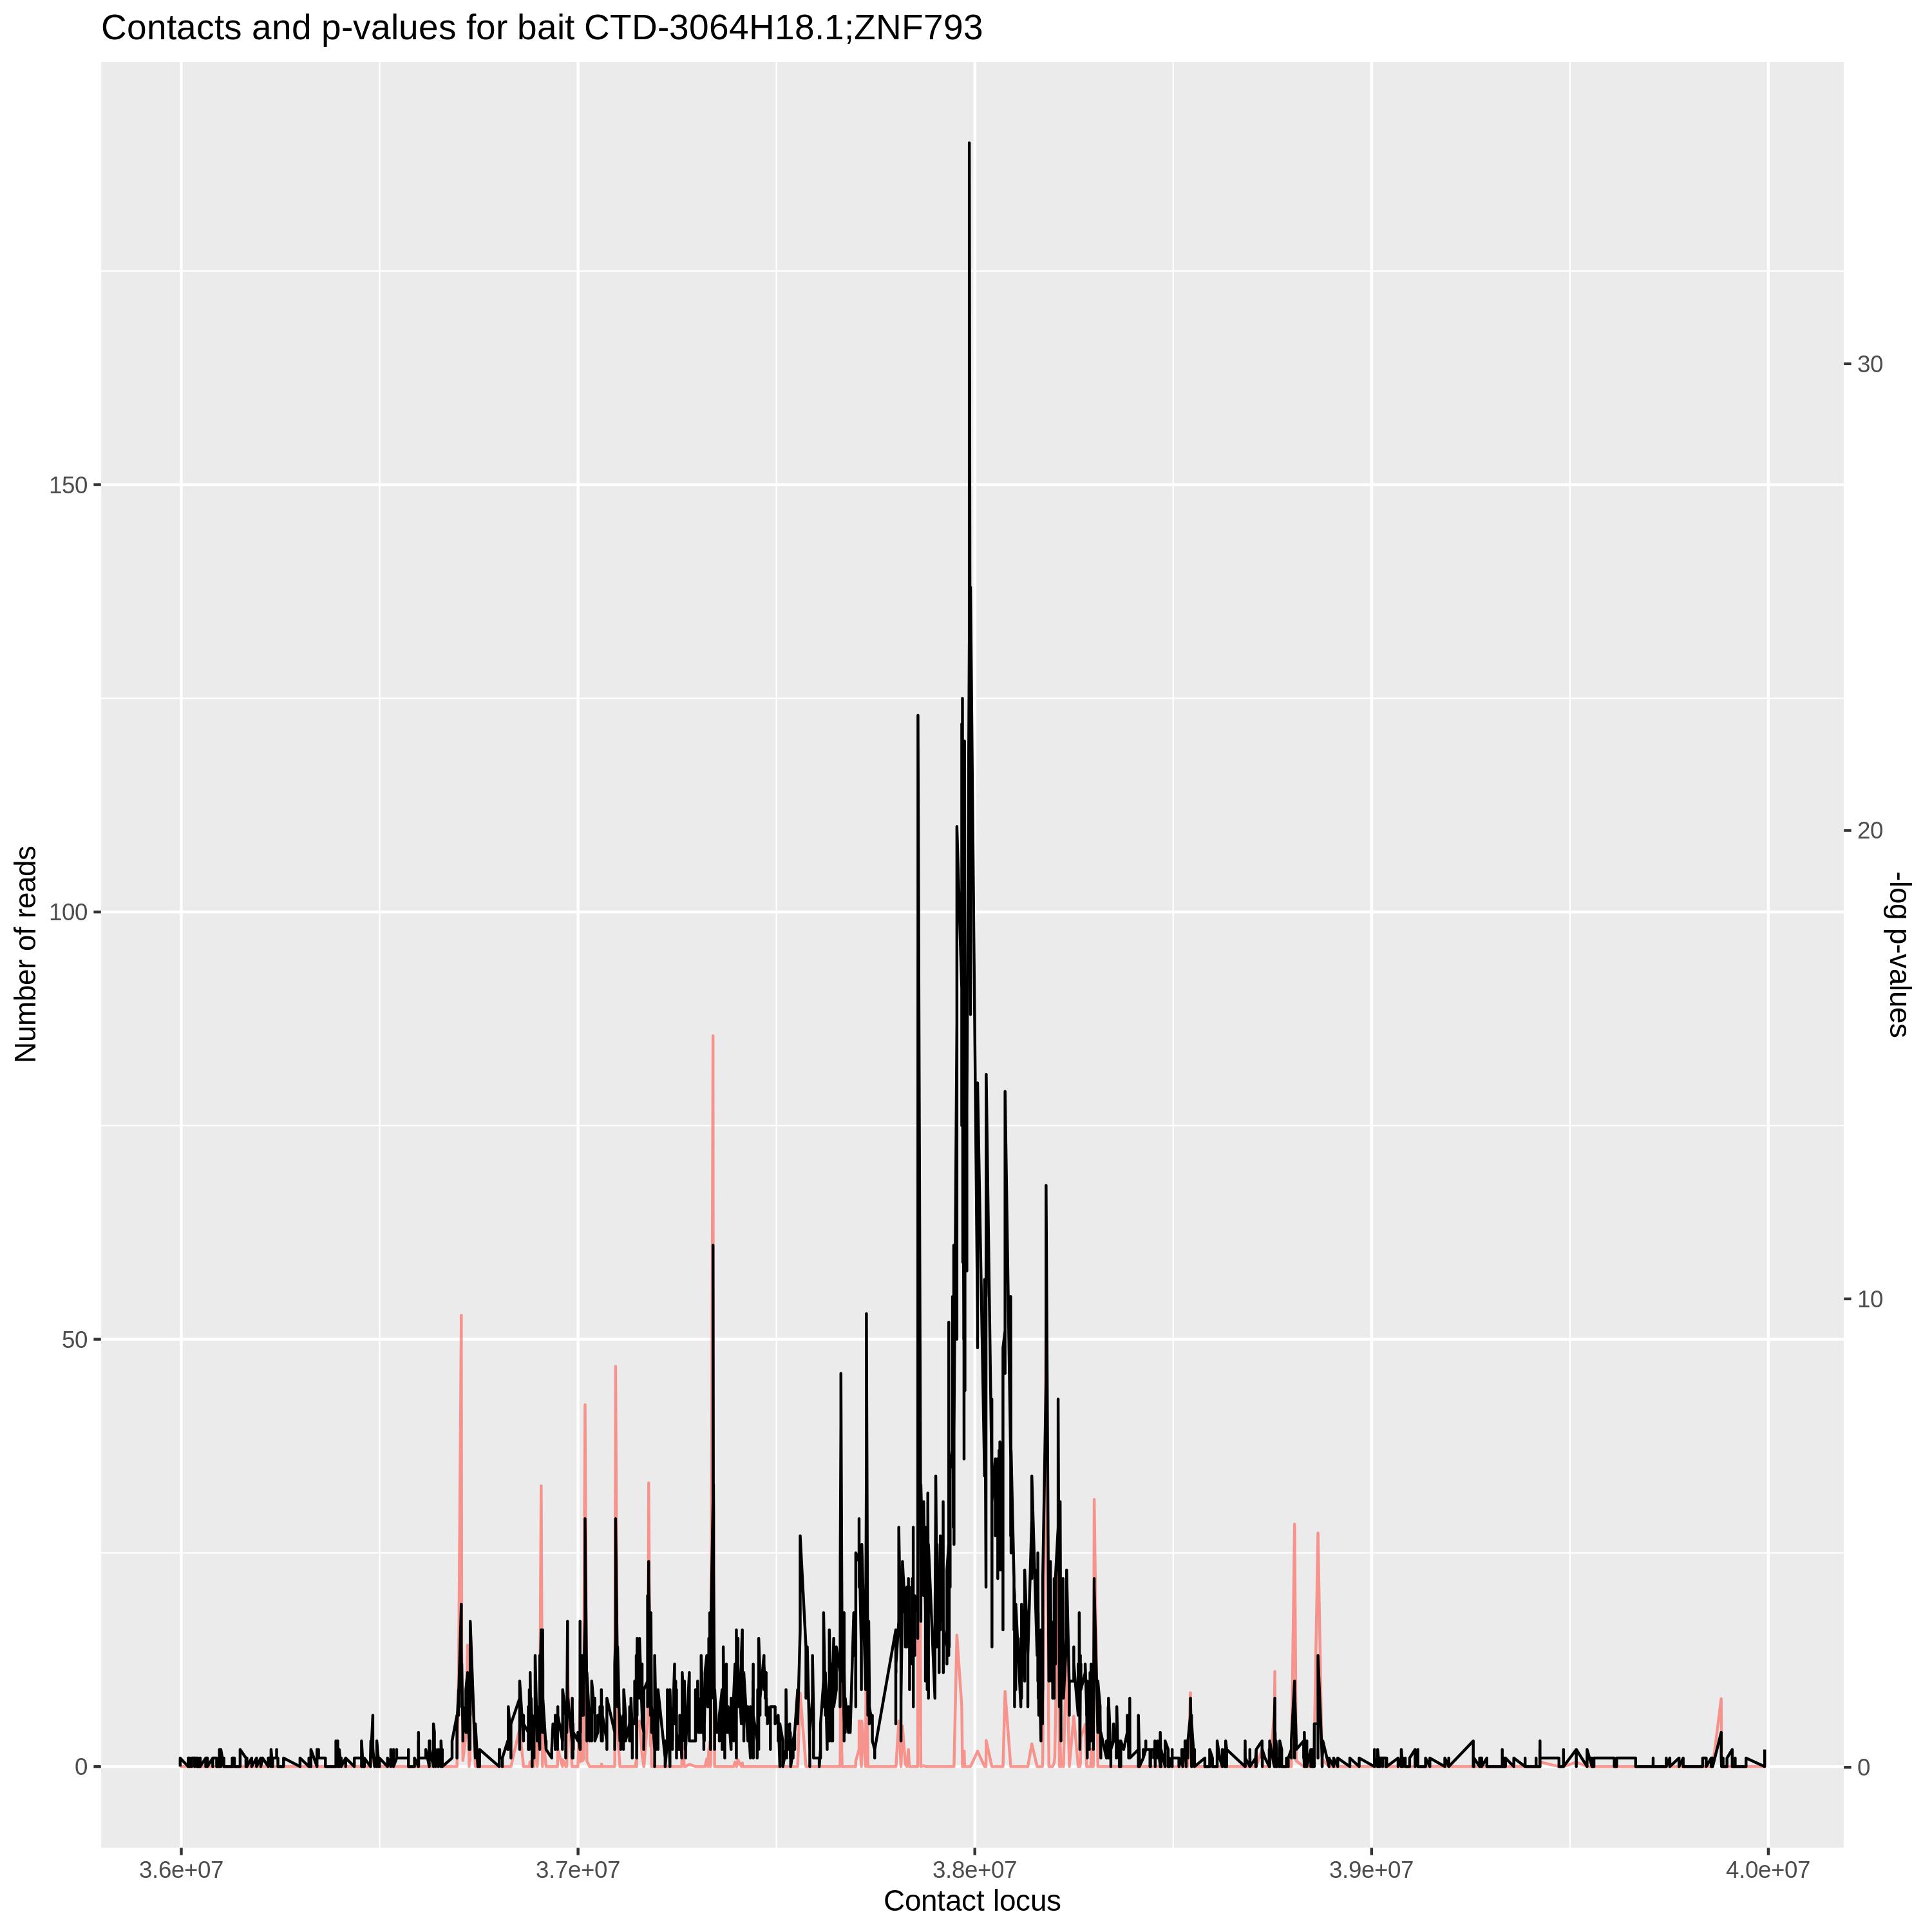 Contacts and p-values for bait CTD-3064H18.1;ZNF793
150
100
50
0
30
20
10
0
Number of reads
-log p-values
3.6e+07 3.7e+07 3.8e+07 3.9e+07 4.0e+07
Contact locus